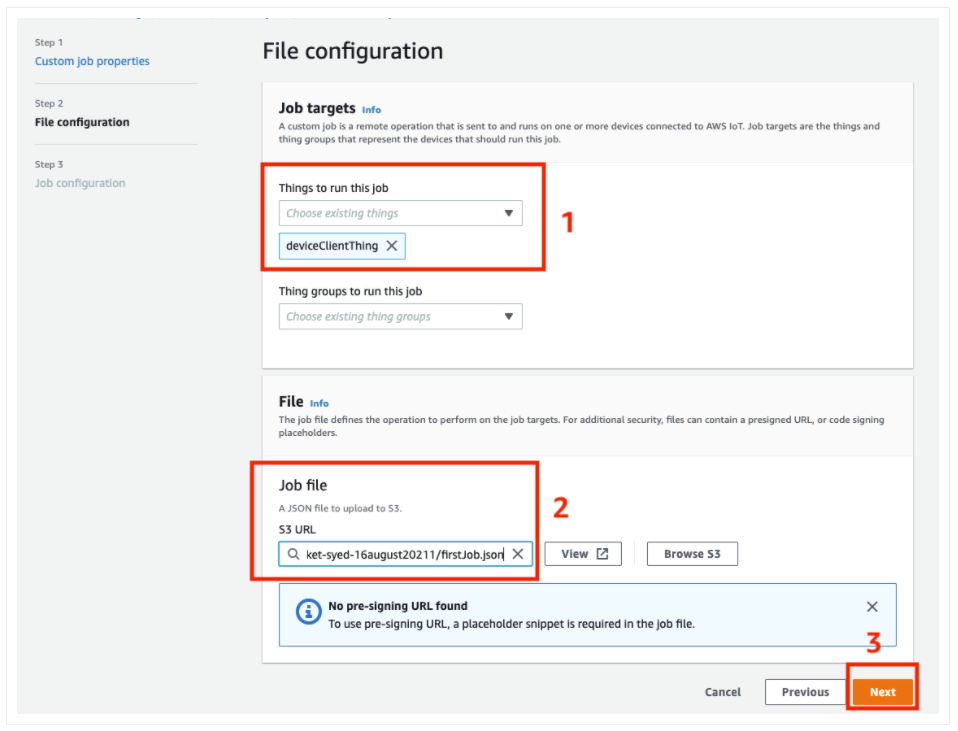 Step 1
Custom job properties
Step 2
File configuration
Step 3
Job configuration
File configuration
Job targets Info
A custom job is a remote operation that is sent to and runs on one or more devices connected to AWS IoT. Job targets are the things and
thing groups that represent the devices that should run this job.
Things to run this job
Choose existing things
deviceClientThing
1
Thing groups to run this job
Choose existing thing groups
File Info
The job file defines the operation to perform on the job targets. For additional security, files can contain a presigned URL, or code signing
placeholders.
Job file
A JSON file to upload to S3.
S3 URL
ket-syed-16august20211/firstJob.json
2
View
Browse S3
No pre-signing URL found
To use pre-signing URL, a placeholder snippet is required in the job file.
3
Cancel
Previous
Next